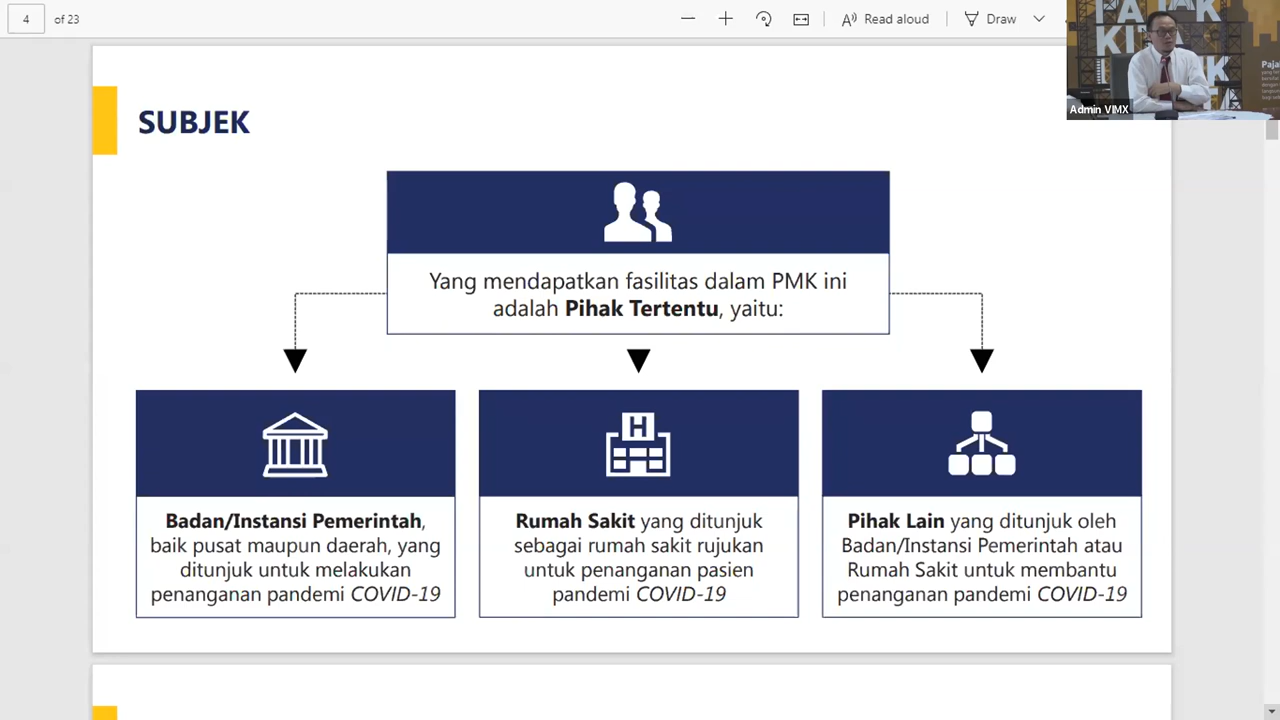 4 of 23
Read aloud
Draw
PAJAK
KITA
Admin VIMX
SUBJEK
Yang mendapatkan fasilitas dalam PMK ini
adalah Pihak Tertentu, yaitu:
H
Badan/Instansi Pemerintah,
baik pusat maupun daerah, yang
ditunjuk untuk melakukan
penanganan pandemi COVID-19
Rumah Sakit yang ditunjuk
sebagai rumah sakit rujukan
untuk penanganan pasien
pandemi COVID-19
Pihak Lain yang ditunjuk oleh
Badan/Instansi Pemerintah atau
Rumah Sakit untuk membantu
penanganan pandemi COVID-19